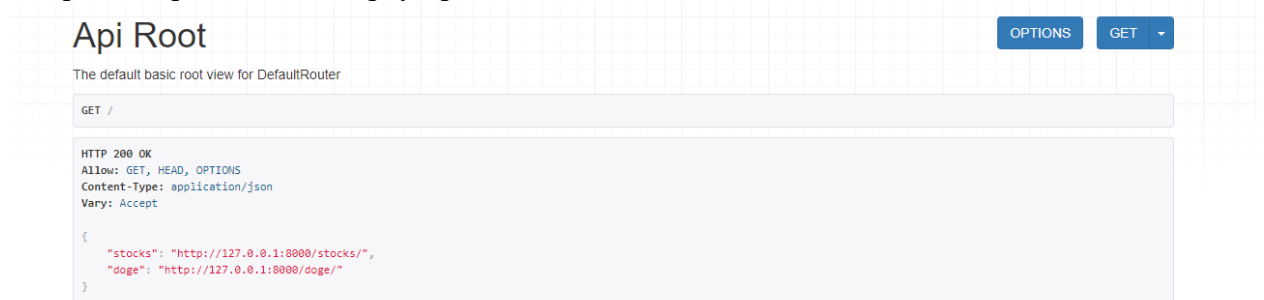 Api Root
OPTIONS
GET
The default basic root view for DefaultRouter
GET /
HTTP 200 OK
Allow: GET, HEAD, OPTIONS
Content-Type: application/json
Vary: Accept
{
"stocks": "http://127.0.0.1:8000/stocks/",
"doge": "http://127.0.0.1:8000/doge/"
}